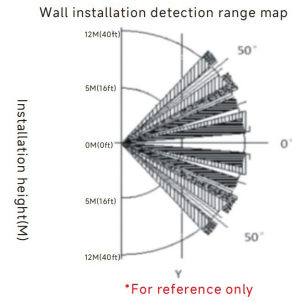 Wall installation detection range map
12M(40ft)
50°
5M(16ft)
Installation height(M)
0M(0ft)
0°
5M(16ft)
50°
12M(40ft)
Y
*For reference only